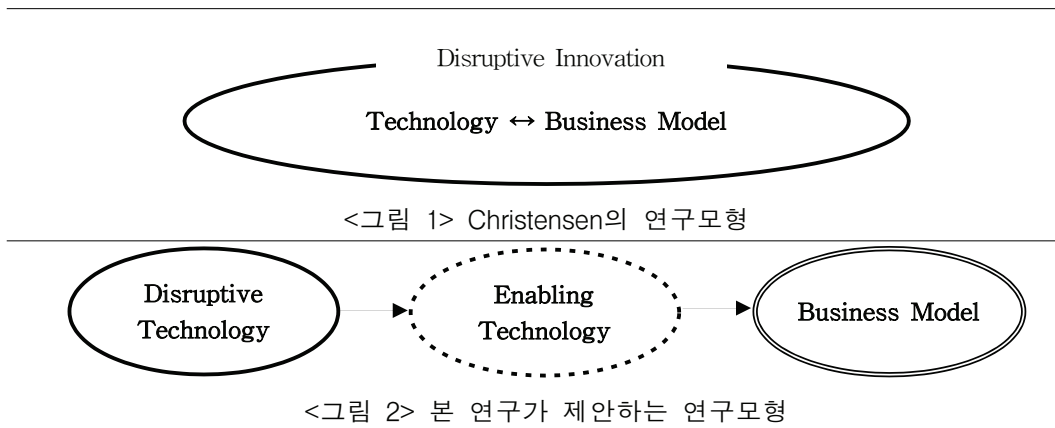 Disruptive Innovation
Technology ↔ Business Model
<그림 1> Christensen의 연구모형
Disruptive
Technology
Enabling
Technology
Business Model
<그림 2> 본 연구가 제안하는 연구모형